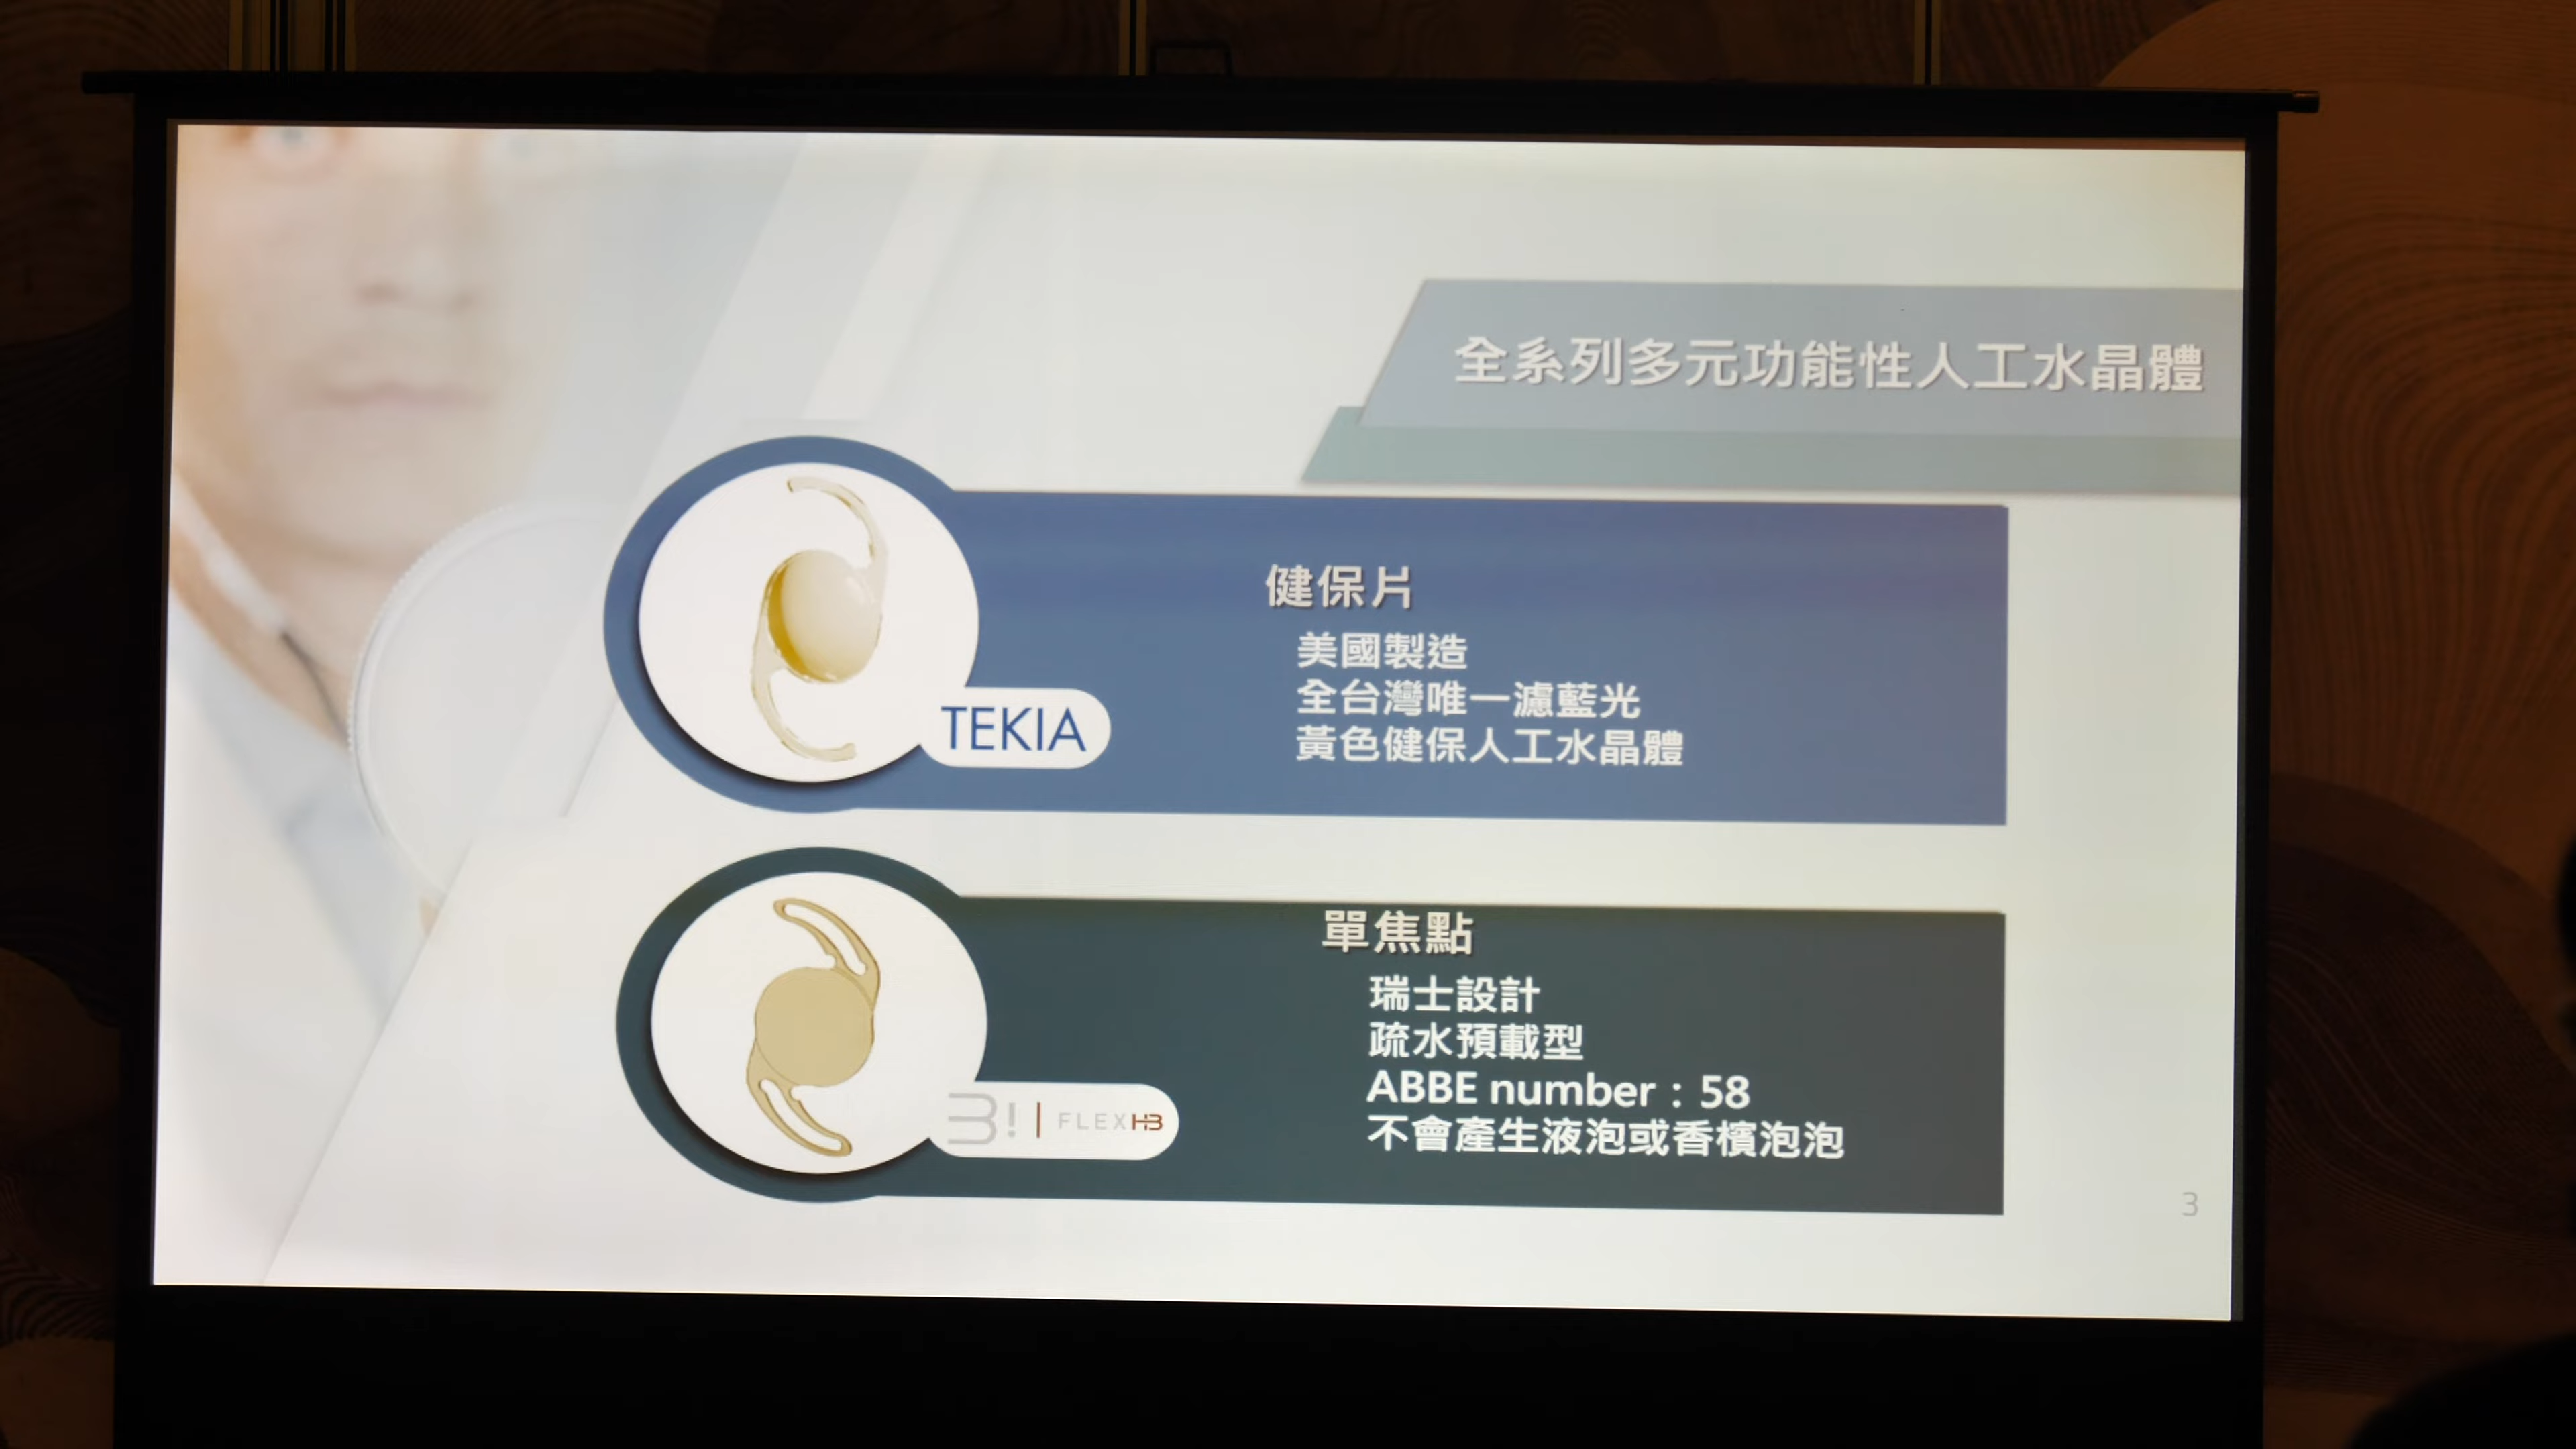 全系列多元功能性人工水晶體
健保片
美國製造
全台灣唯一濾藍光
黃色健保人工水晶體
TEKIA
單焦點
瑞士設計
疏水預載型
ABBE number：58
不會產生液泡或香檳泡泡
3! | FLEX HB
3